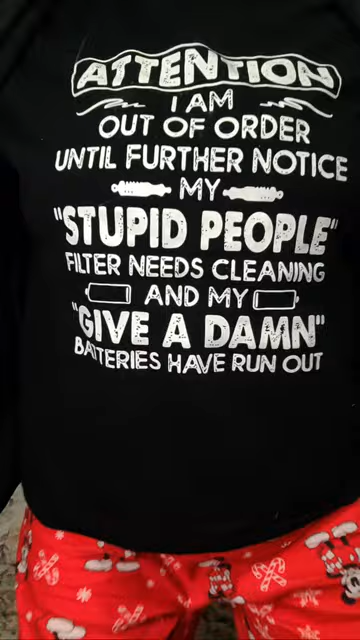 ATTENTION
I AM
OUT OF ORDER
UNTIL FURTHER NOTICE
MY
"STUPID PEOPLE"
FILTER NEEDS CLEANING
AND MY
"GIVE A DAMN"
BATTERIES HAVE RUN OUT